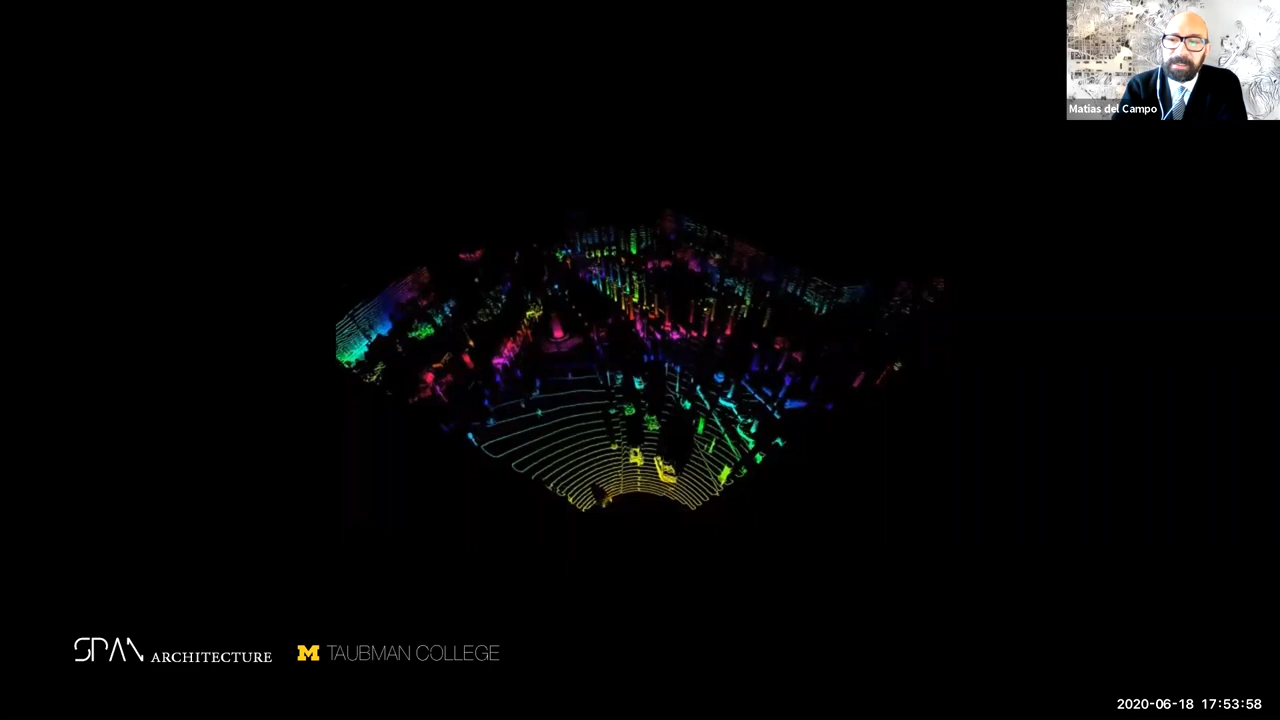 Matias del Campo
SPAN ARCHITECTURE
M TAUBMAN COLLEGE
2020-06-18 17:53:58